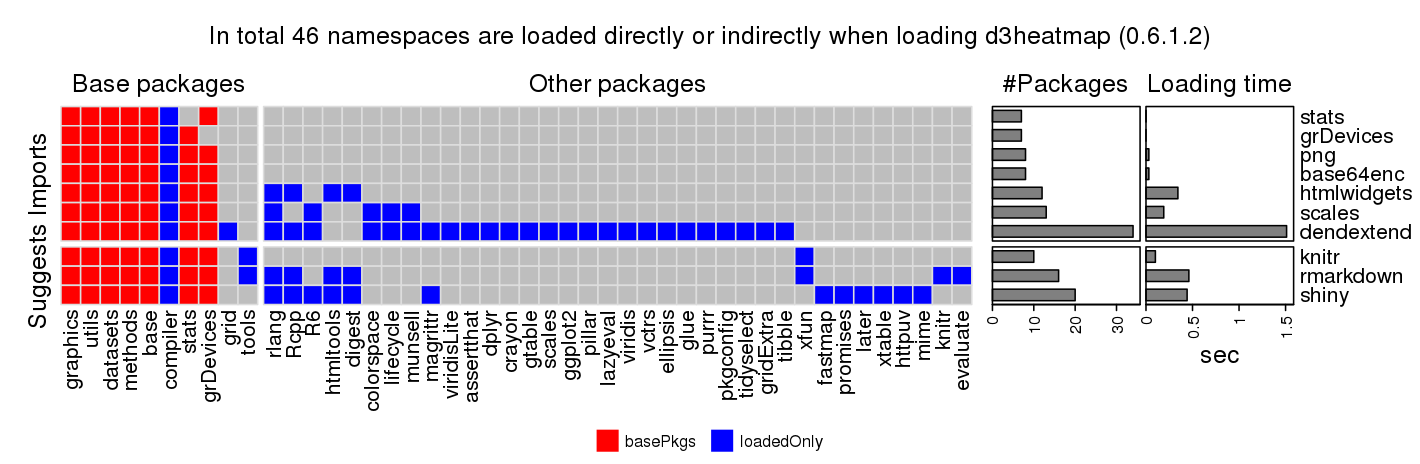 In total 46 namespaces are loaded directly or indirectly when loading d3heatmap (0.6.1.2)
Base packages
Other packages
#Packages
Loading time
Imports
Suggests
stats
grDevices
png
base64enc
htmlwidgets
scales
dendextend
knitr
rmarkdown
shiny
graphics
utils
datasets
methods
base
compiler
stats
grDevices
grid
tools
rlang
Rcpp
R6
htmltools
digest
colorspace
lifecycle
munsell
magrittr
viridisLite
assertthat
dplyr
crayon
gtable
scales
ggplot2
pillar
lazyeval
viridis
vctrs
ellipsis
glue
purrr
pkgconfig
tidyselect
gridExtra
tibble
xfun
fastmap
promises
later
xtable
httpuv
mime
knitr
evaluate
0
10
20
30
0
0.5
1
1.5
sec
basePkgs
loadedOnly